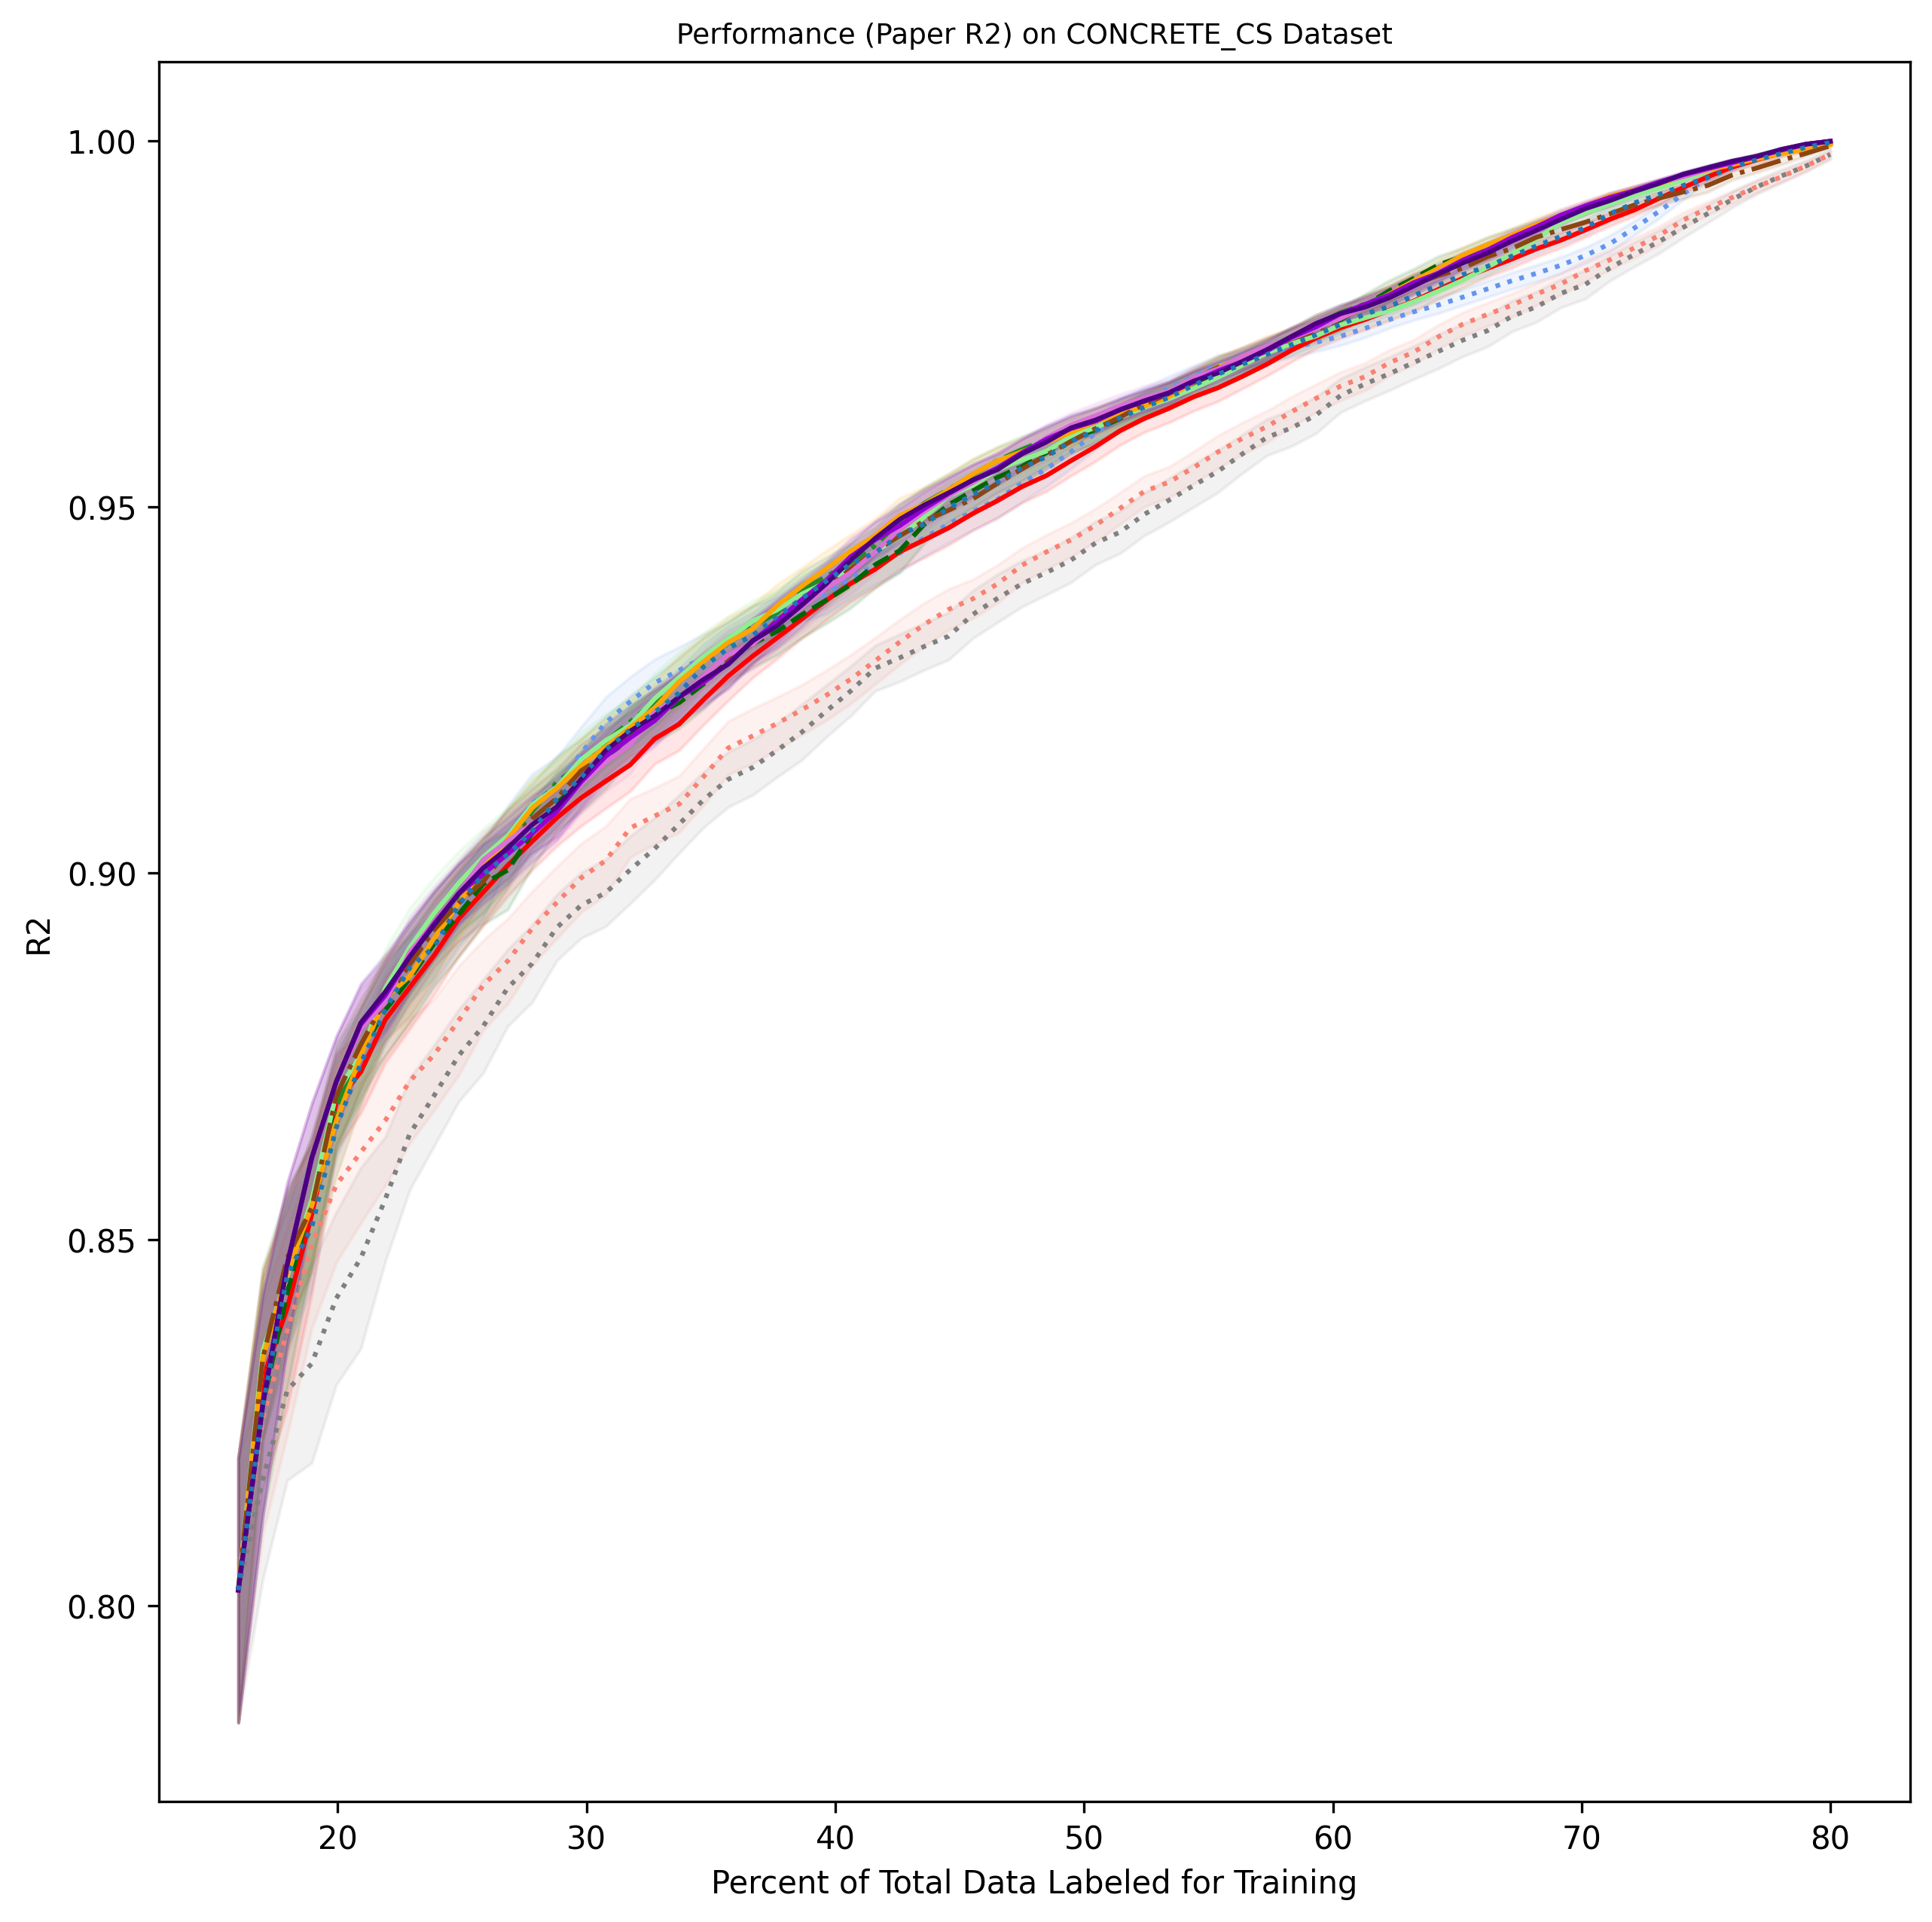 Performance (Paper R2) on CONCRETE_CS Dataset
1.00
0.95
0.90
0.85
0.80
R2
20 30 40 50 60 70 80
Percent of Total Data Labeled for Training